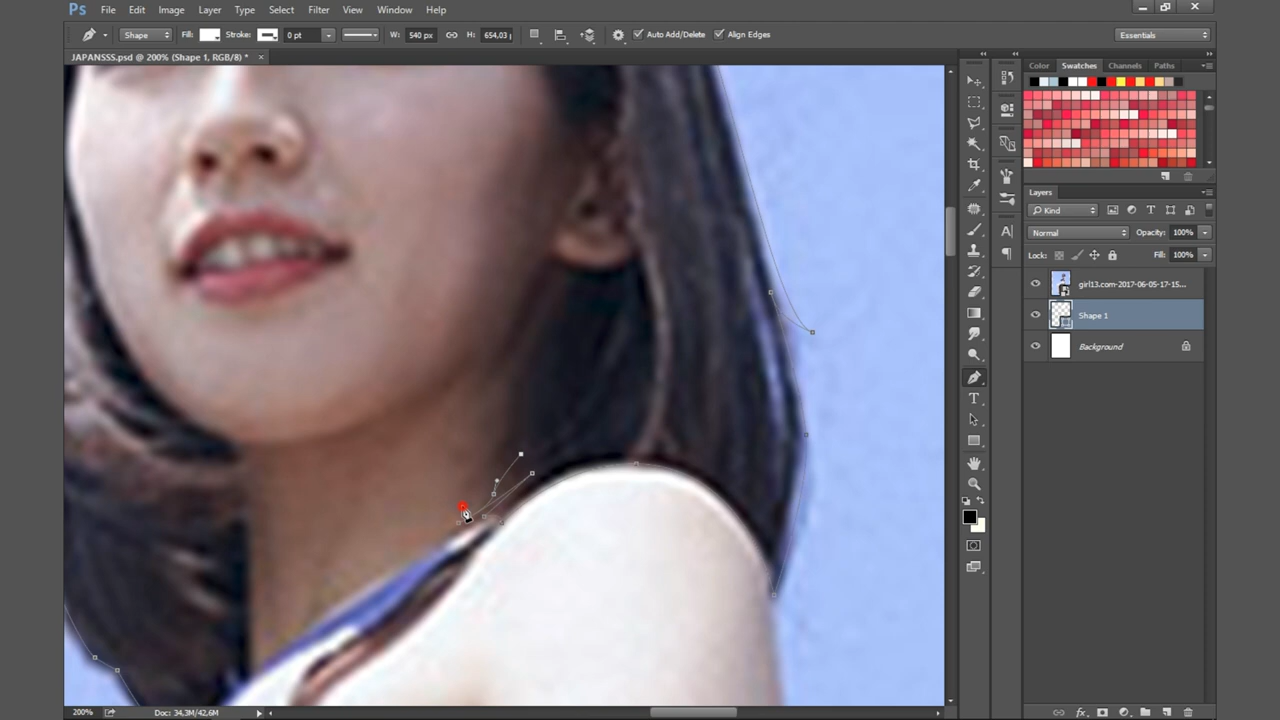 Ps File Edit Image Layer Type Select Filter View Window Help
Shape Fill: Stroke: 0 pt W: 540 px H: 654,03 Auto Add/Delete Align Edges Essentials
JAPANSSS.psd @ 200% (Shape 1, RGB/8) * ×
Color Swatches Channels Paths
Layers
Kind
Normal Opacity: 100%
Lock: Fill: 100%
girl13.com-2017-06-05-17-15...
Shape 1
Background
200% Doc: 34,3M/42,6M